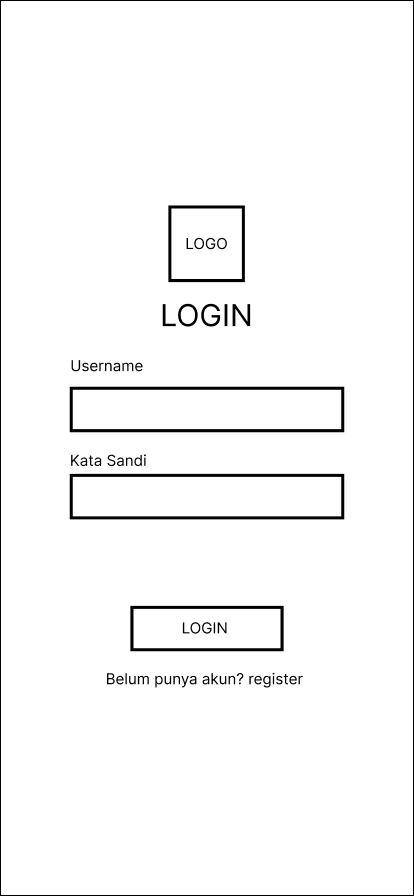 LOGO
LOGIN
Username
Kata Sandi
LOGIN
Belum punya akun? register